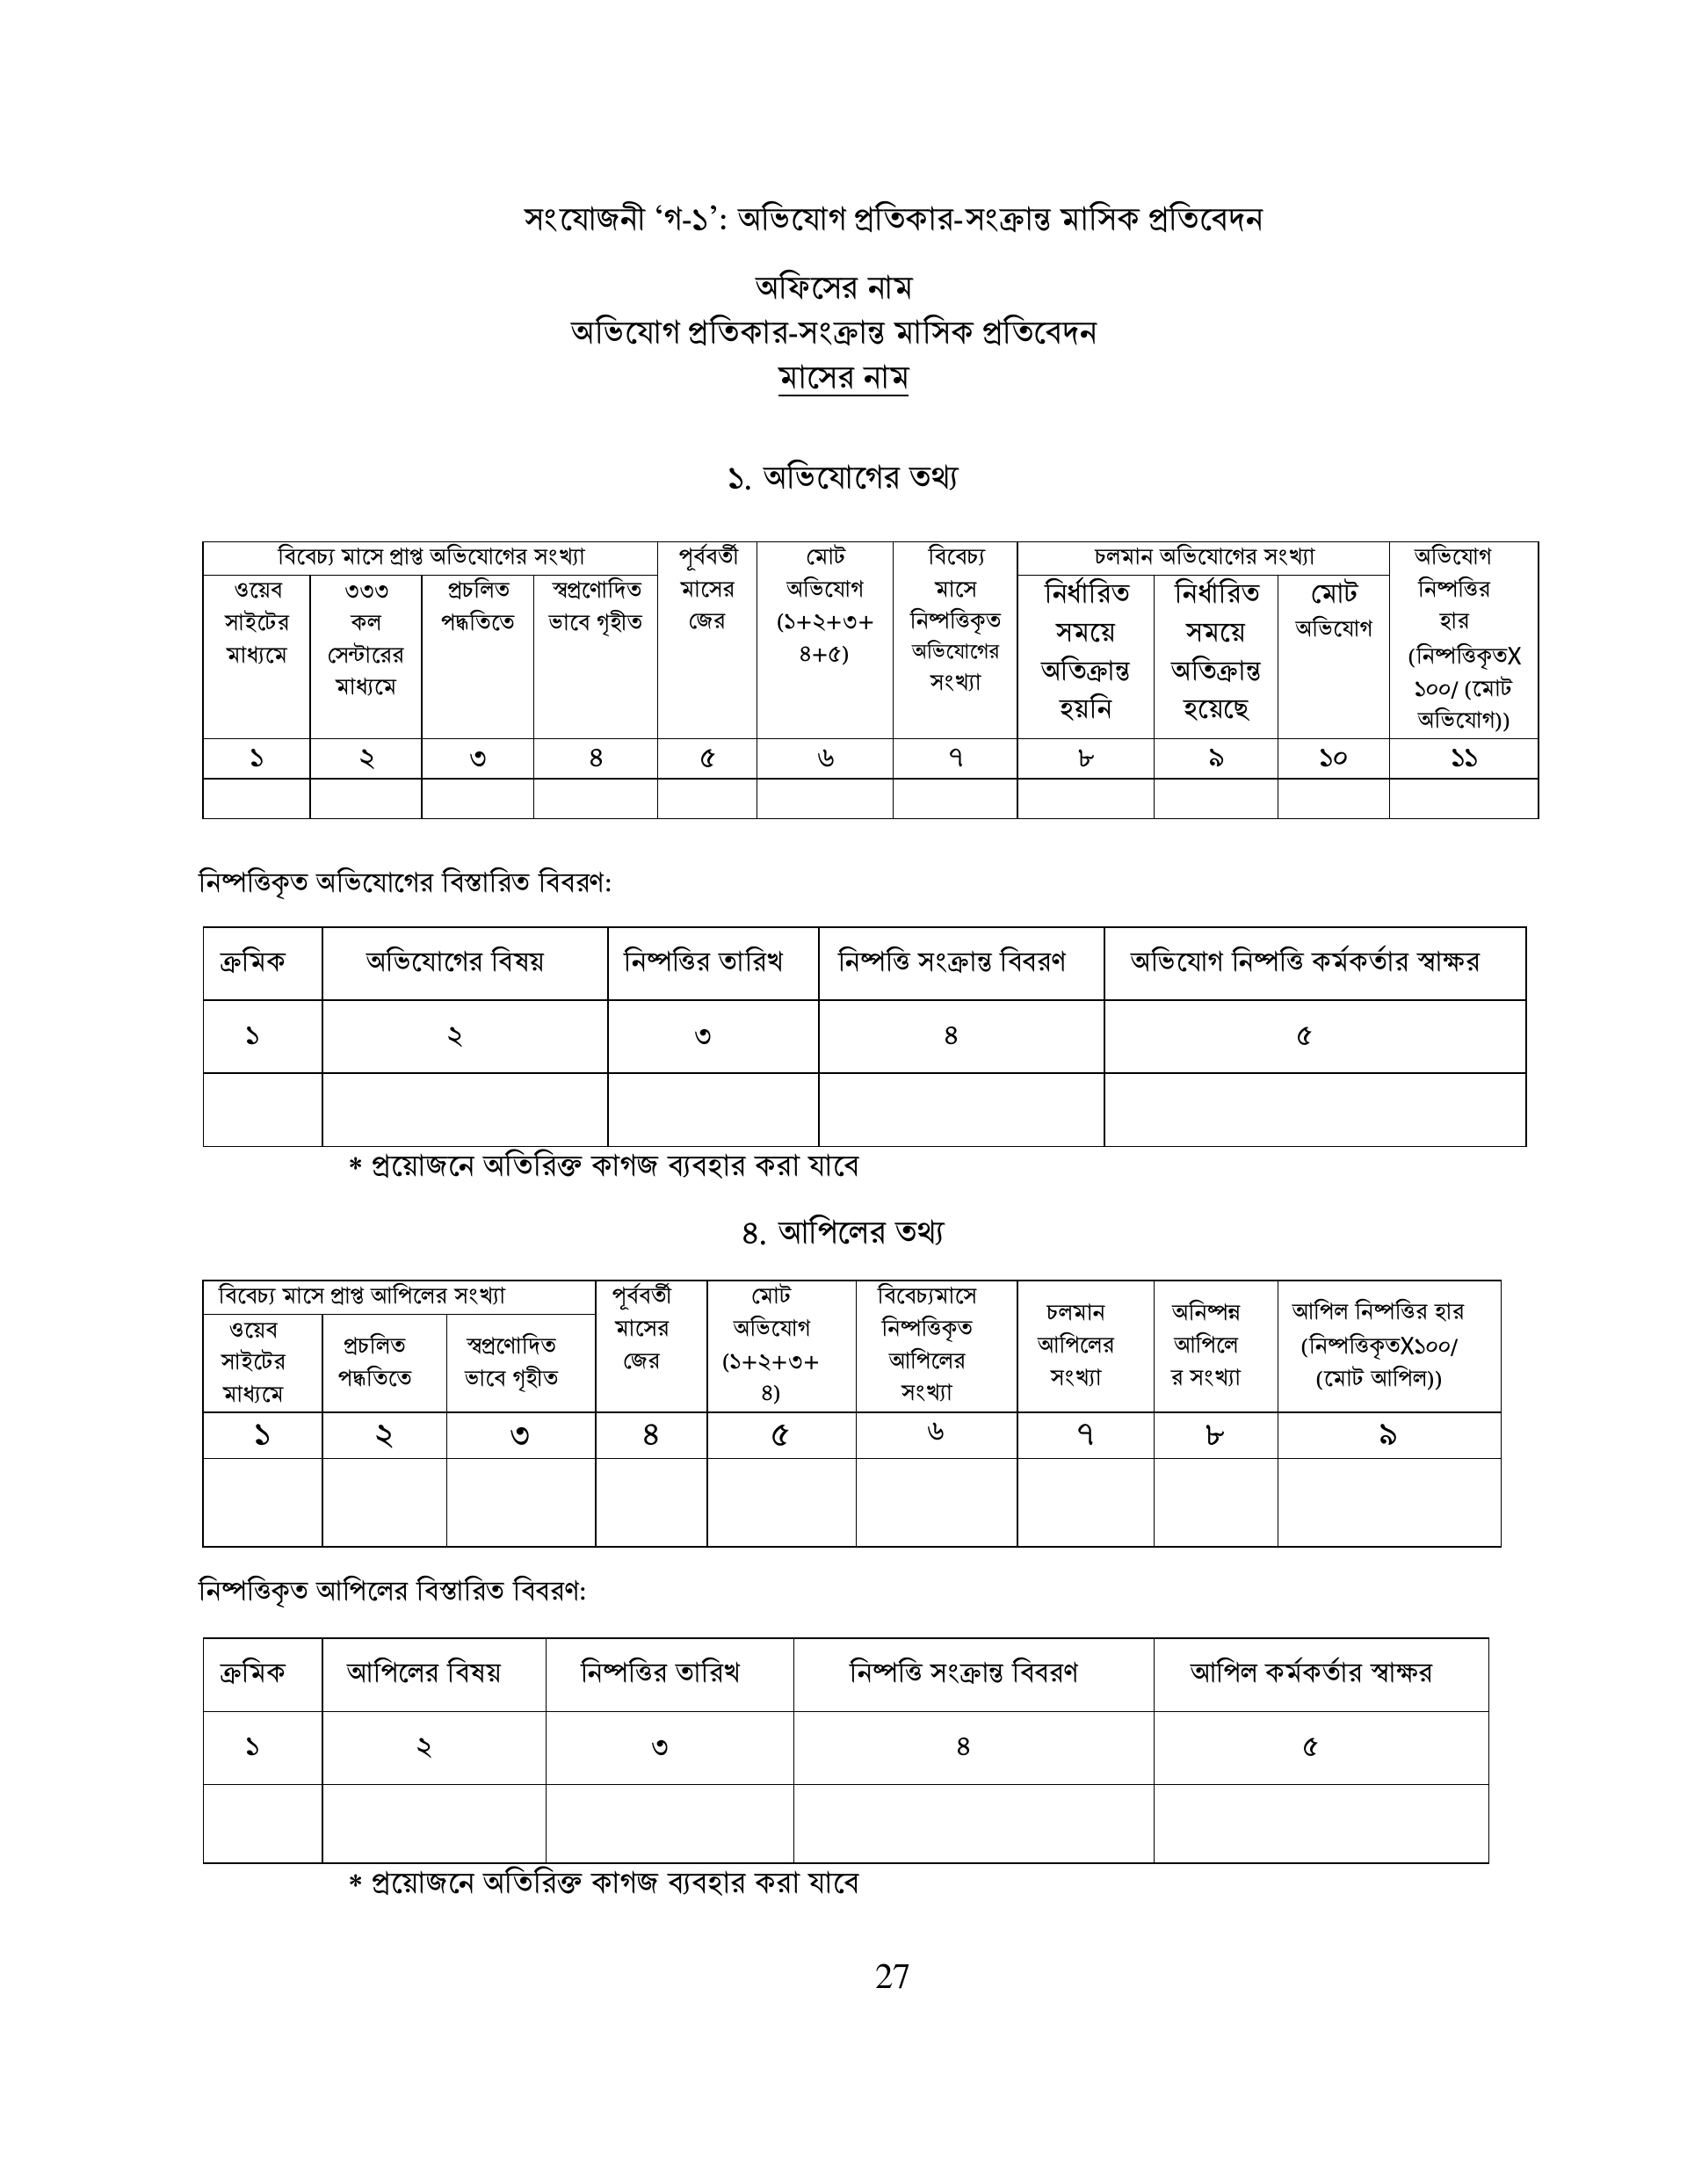 সংযোজনী ‘গ-১’: অভিযোগ প্রতিকার-সংক্রান্ত মাসিক প্রতিবেদন
অফিসের নাম
অভিযোগ প্রতিকার-সংক্রান্ত মাসিক প্রতিবেদন
মাসের নাম
১. অভিযোগের তথ্য
বিবেচ্য মাসে প্রাপ্ত অভিযোগের সংখ্যা
ওয়েব
সাইটের
মাধ্যমে
৩৩৩
কল
সেন্টারের
মাধ্যমে
প্রচলিত
পদ্ধতিতে
স্বপ্রণোদিত
ভাবে গৃহীত
পূর্ববর্তী
মাসের
জের
মোট
অভিযোগ
(১+২+৩+
৪+৫)
বিবেচ্য
মাসে
নিষ্পত্তিকৃত
অভিযোগের
সংখ্যা
চলমান অভিযোগের সংখ্যা
নির্ধারিত
সময়ে
অতিক্রান্ত
হয়নি
নির্ধারিত
সময়ে
অতিক্রান্ত
হয়েছে
মোট
অভিযোগ
অভিযোগ
নিষ্পত্তির
হার
(নিষ্পত্তিকৃতX
১০০/ (মোট
অভিযোগ))
১ ২ ৩ ৪ ৫ ৬ ৭ ৮ ৯ ১০ ১১
নিষ্পত্তিকৃত অভিযোগের বিস্তারিত বিবরণ:
ক্রমিক অভিযোগের বিষয় নিষ্পত্তির তারিখ নিষ্পত্তি সংক্রান্ত বিবরণ অভিযোগ নিষ্পত্তি কর্মকর্তার স্বাক্ষর
১ ২ ৩ ৪ ৫
* প্রয়োজনে অতিরিক্ত কাগজ ব্যবহার করা যাবে
৪. আপিলের তথ্য
বিবেচ্য মাসে প্রাপ্ত আপিলের সংখ্যা
ওয়েব
সাইটের
মাধ্যমে
প্রচলিত
পদ্ধতিতে
স্বপ্রণোদিত
ভাবে গৃহীত
পূর্ববর্তী
মাসের
জের
মোট
অভিযোগ
(১+২+৩+
৪)
বিবেচ্যমাসে
নিষ্পত্তিকৃত
আপিলের
সংখ্যা
চলমান
আপিলের
সংখ্যা
অনিষ্পন্ন
আপিলে
র সংখ্যা
আপিল নিষ্পত্তির হার
(নিষ্পত্তিকৃতX১০০/
(মোট আপিল))
১ ২ ৩ ৪ ৫ ৬ ৭ ৮ ৯
নিষ্পত্তিকৃত আপিলের বিস্তারিত বিবরণ:
ক্রমিক আপিলের বিষয় নিষ্পত্তির তারিখ নিষ্পত্তি সংক্রান্ত বিবরণ আপিল কর্মকর্তার স্বাক্ষর
১ ২ ৩ ৪ ৫
* প্রয়োজনে অতিরিক্ত কাগজ ব্যবহার করা যাবে
27